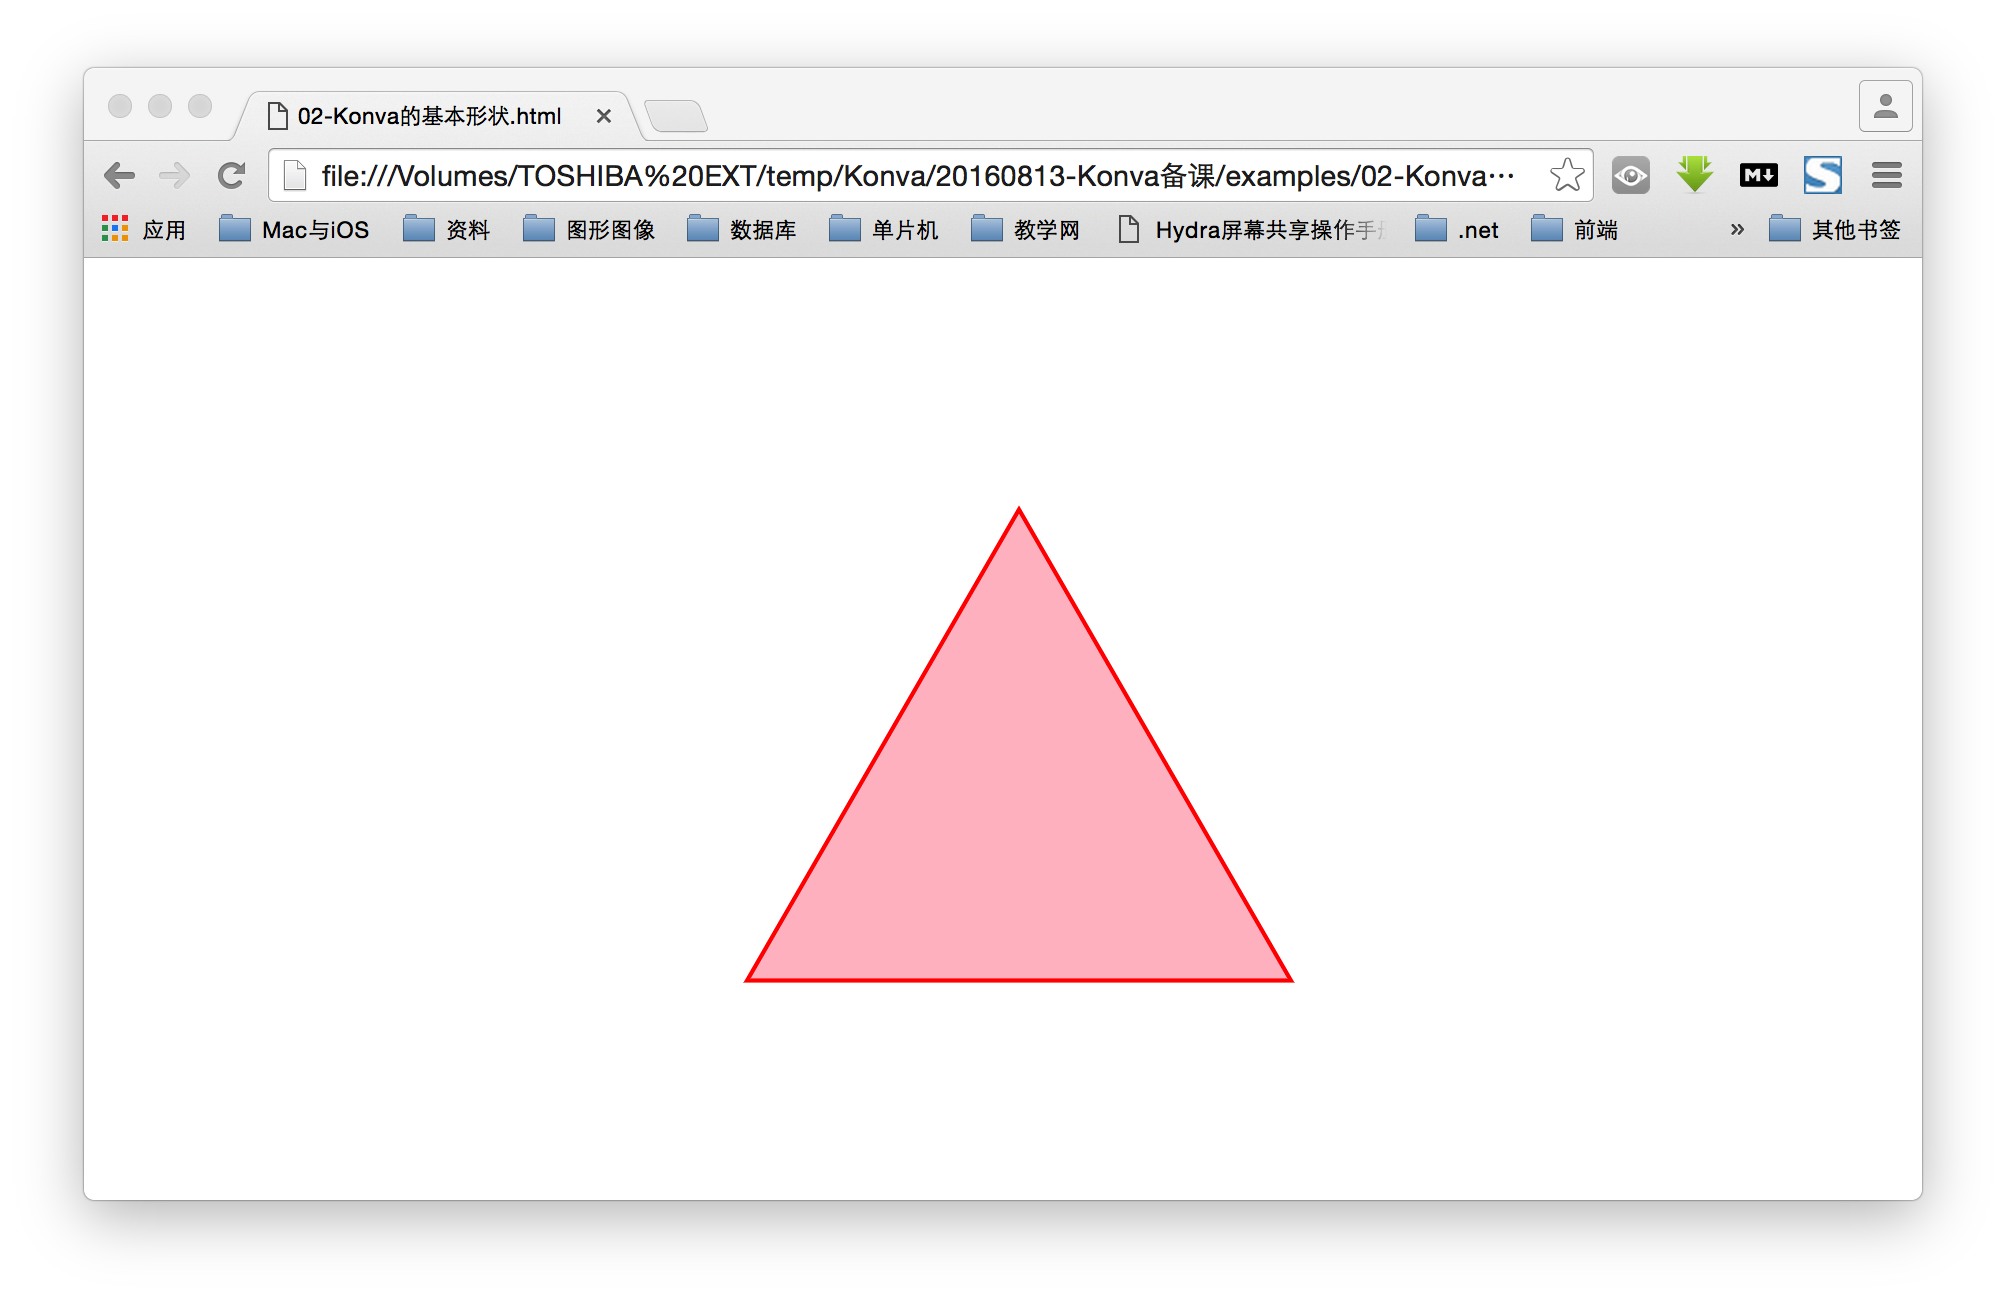 02-Konva的基本形状.html
file:///Volumes/TOSHIBA%20EXT/temp/Konva/20160813-Konva备课/examples/02-Konva…
应用 Mac与iOS 资料 图形图像 数据库 单片机 教学网 Hydra屏幕共享操作手 .net 前端 » 其他书签